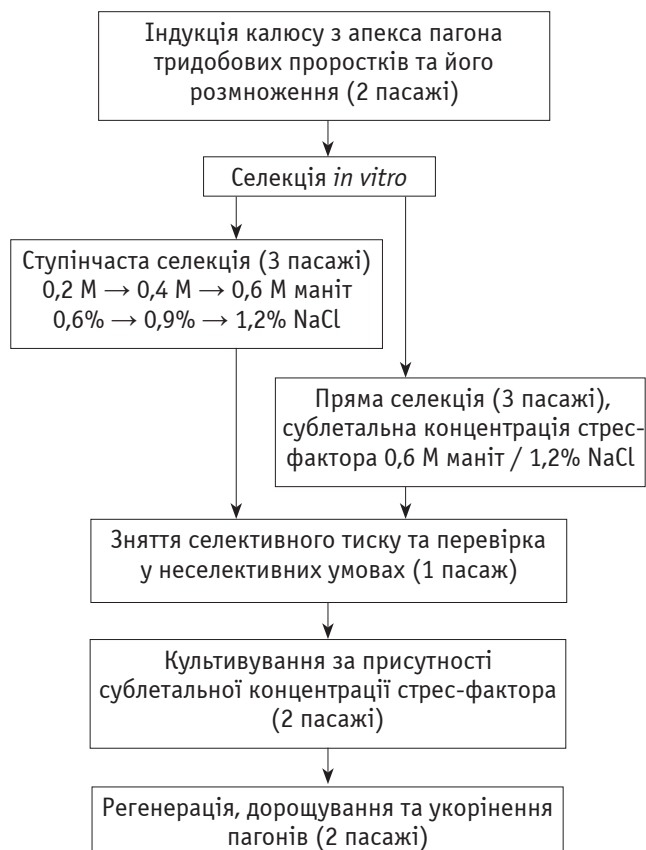 Індукція калюсу з апекса пагона
тридобових проростків та його
розмноження (2 пасажі)
Селекція in vitro
Ступінчаста селекція (3 пасажі)
0,2 М → 0,4 М → 0,6 М маніт
0,6% → 0,9% → 1,2% NaCl
Пряма селекція (3 пасажі),
сублетальна концентрація стрес-
фактора 0,6 М маніт / 1,2% NaCl
Зняття селективного тиску та перевірка
у неселективних умовах (1 пасаж)
Культивування за присутності
сублетальної концентрації стрес-фактора
(2 пасажі)
Регенерація, дорощування та укорінення
пагонів (2 пасажі)